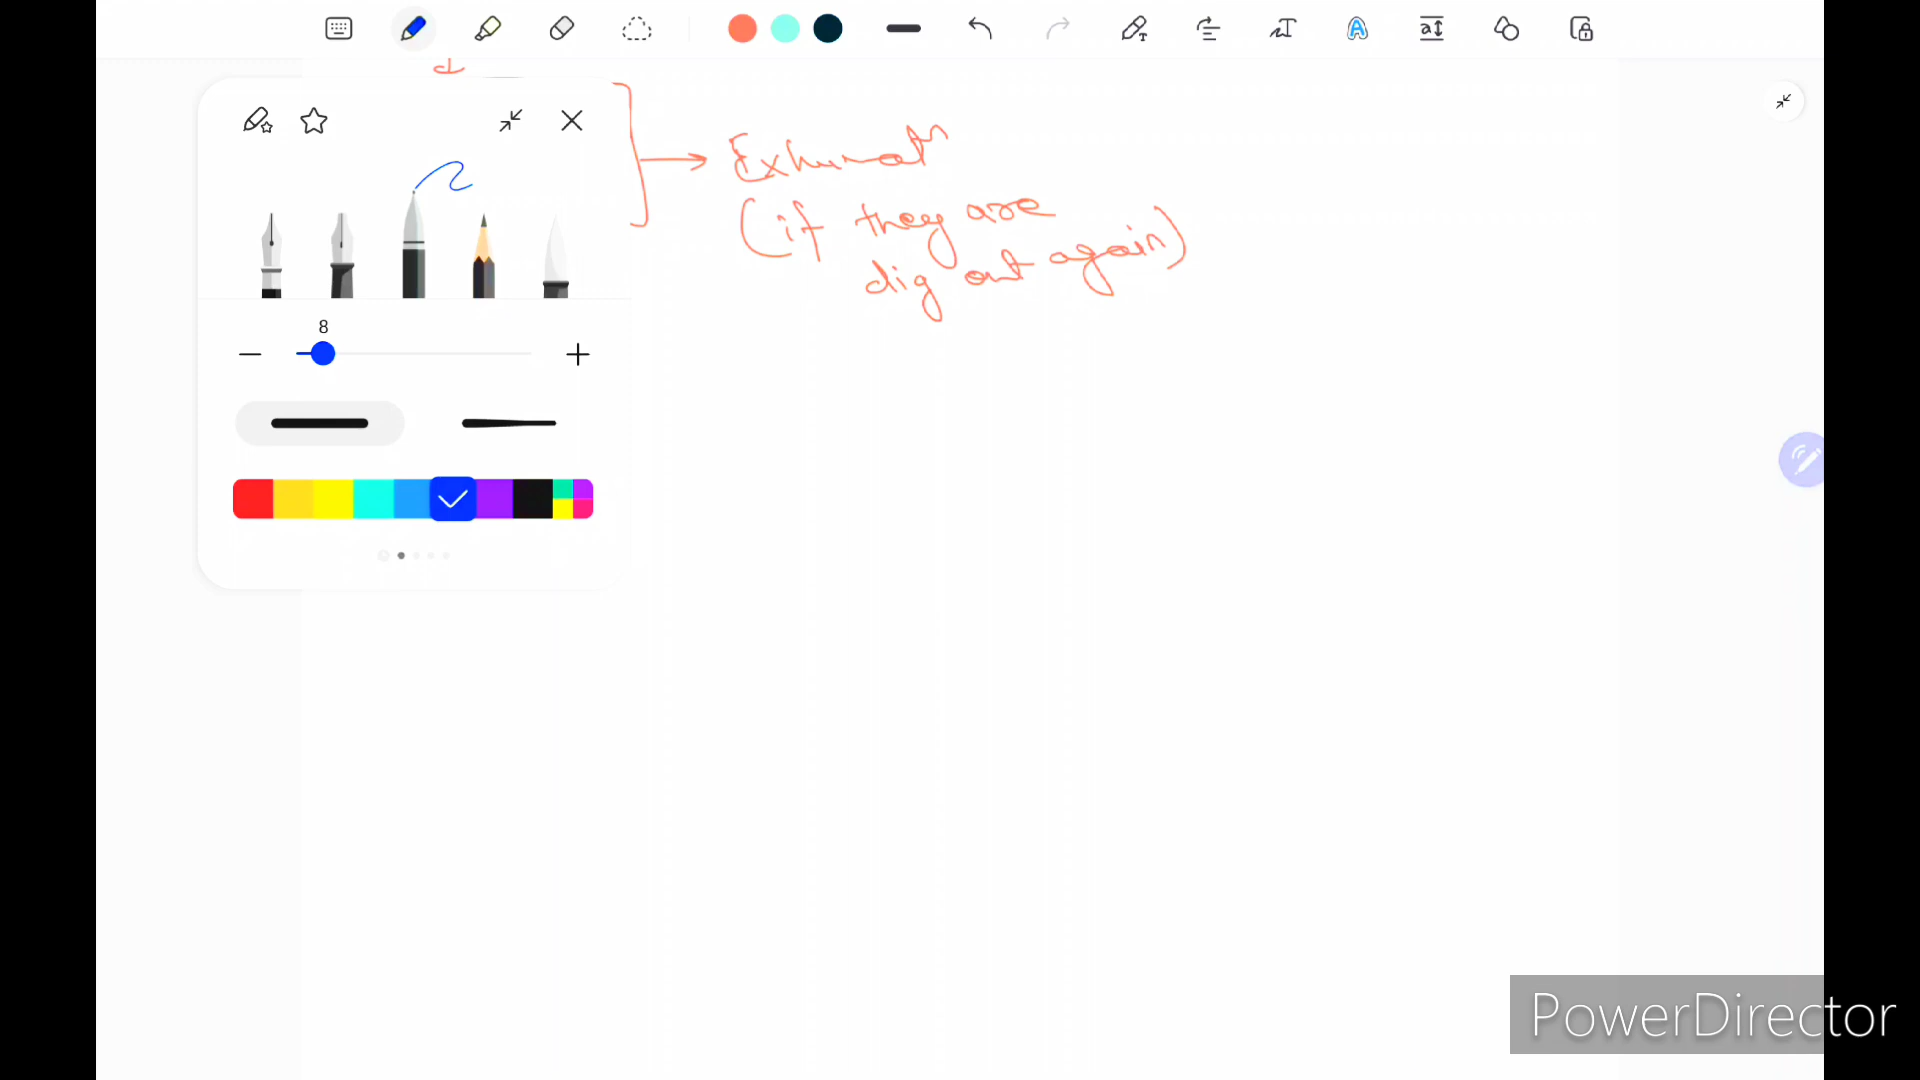 8
Exhumatn
(if they are
dig out again)
PowerDirector